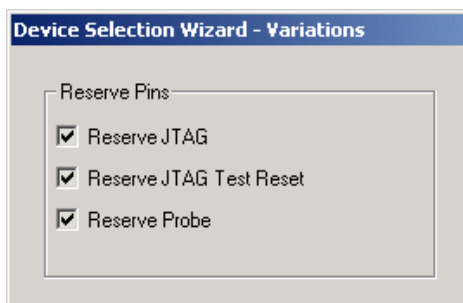 Device Selection Wizard - Variations
Reserve Pins
Reserve JTAG
Reserve JTAG Test Reset
Reserve Probe